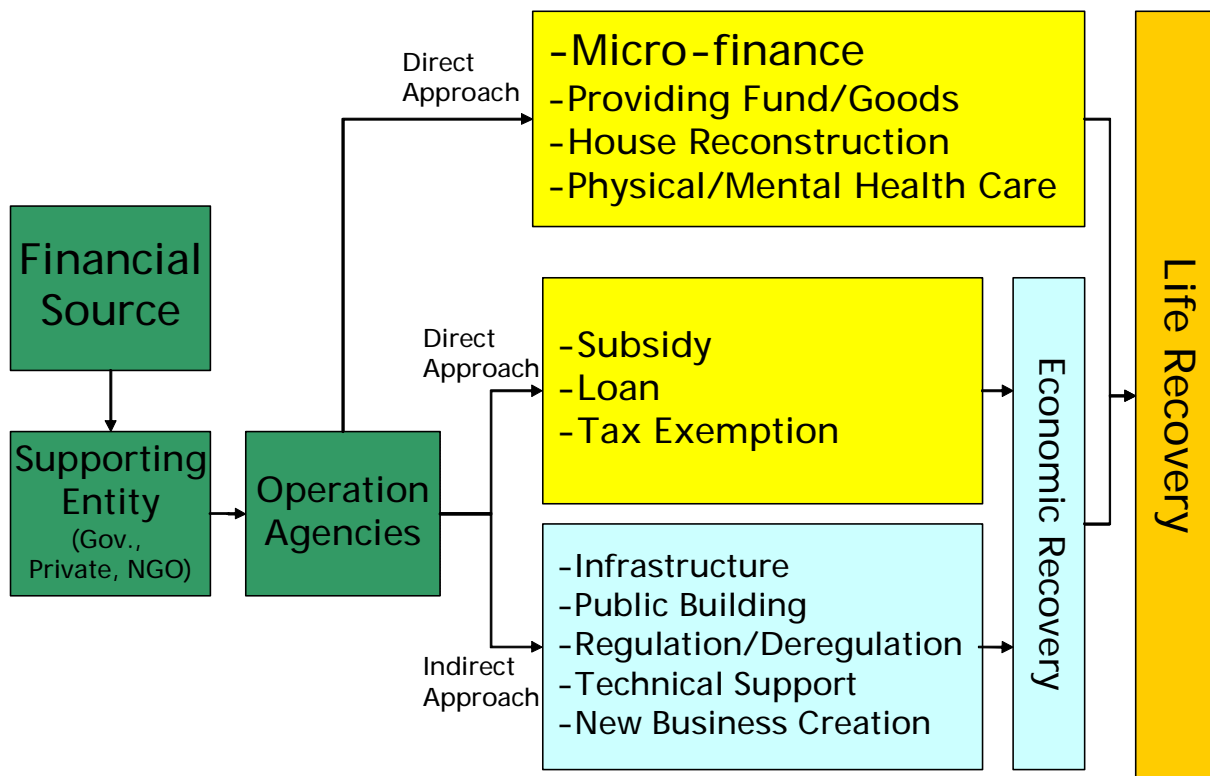 Financial
Source
Supporting
Entity
(Gov.,
Private, NGO)
Operation
Agencies
Direct
Approach
-Micro-finance
-Providing Fund/Goods
-House Reconstruction
-Physical/Mental Health Care
Direct
Approach
-Subsidy
-Loan
-Tax Exemption
Indirect
Approach
-Infrastructure
-Public Building
-Regulation/Deregulation
-Technical Support
-New Business Creation
Economic Recovery
Life Recovery